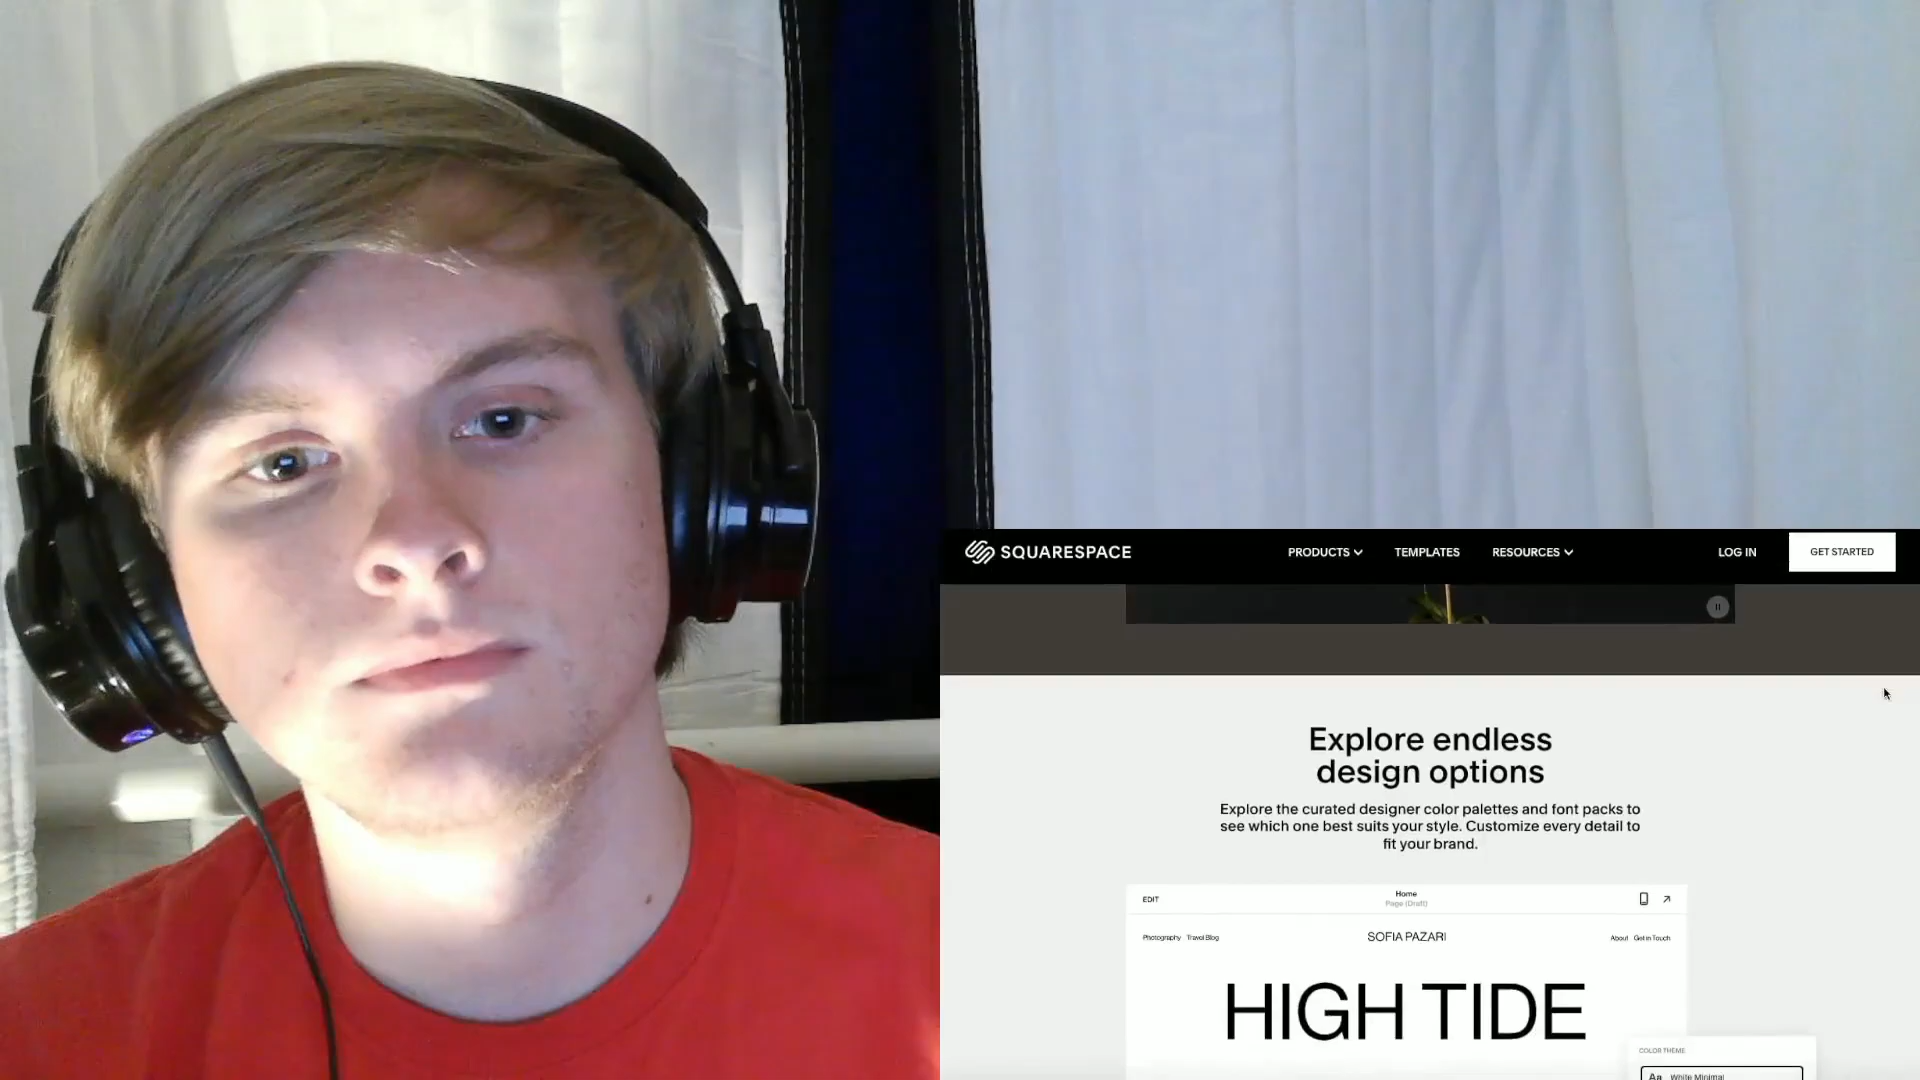 SQUARESPACE
PRODUCTS
TEMPLATES
RESOURCES
LOG IN
GET STARTED
Explore endless
design options
Explore the curated designer color palettes and font packs to
see which one best suits your style. Customize every detail to
fit your brand.
EDIT
Home
Page (Draft)
Photography Travel Blog
SOFIA PAZARI
About Get in Touch
HIGH TIDE
COLOR THEME
Aa White Minimal